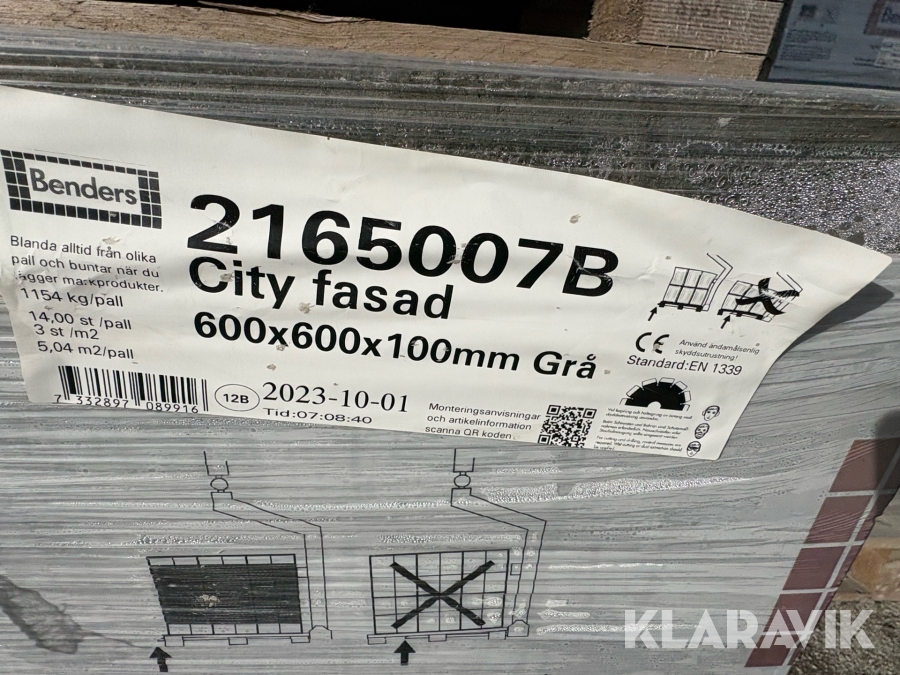 Benders
Benders
2165007B
City fasad
600x600x100mm Grå
Blanda alltid från olika
pall och buntar när du
lägger markprodukter.
1154 kg/pall
14,00 st /pall
3 st /m2
5,04 m2/pall
7 332897 089916
12B
2023-10-01
Tid:07:08:40
Monteringsanvisningar
och artikelinformation
scanna QR koden
CE
Använd ändamålsenlig
skyddsutrustning!
Standard:EN 1339
KLARAVIK